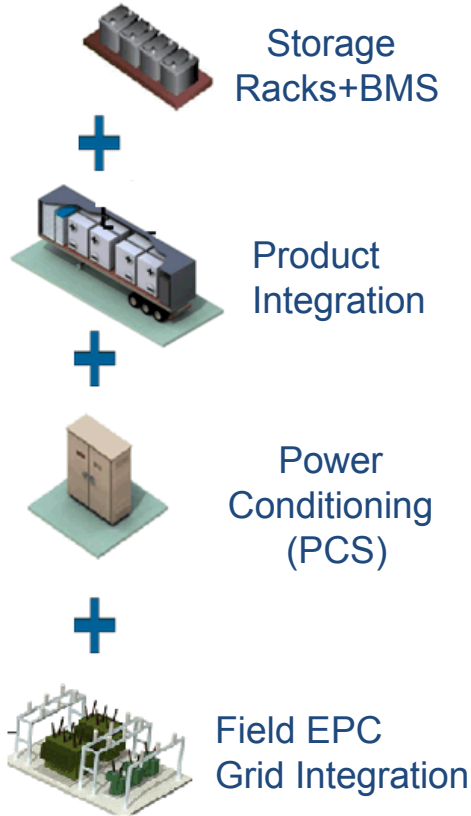 Storage
Racks+BMS
Product
Integration
Power
Conditioning
(PCS)
Field EPC
Grid Integration